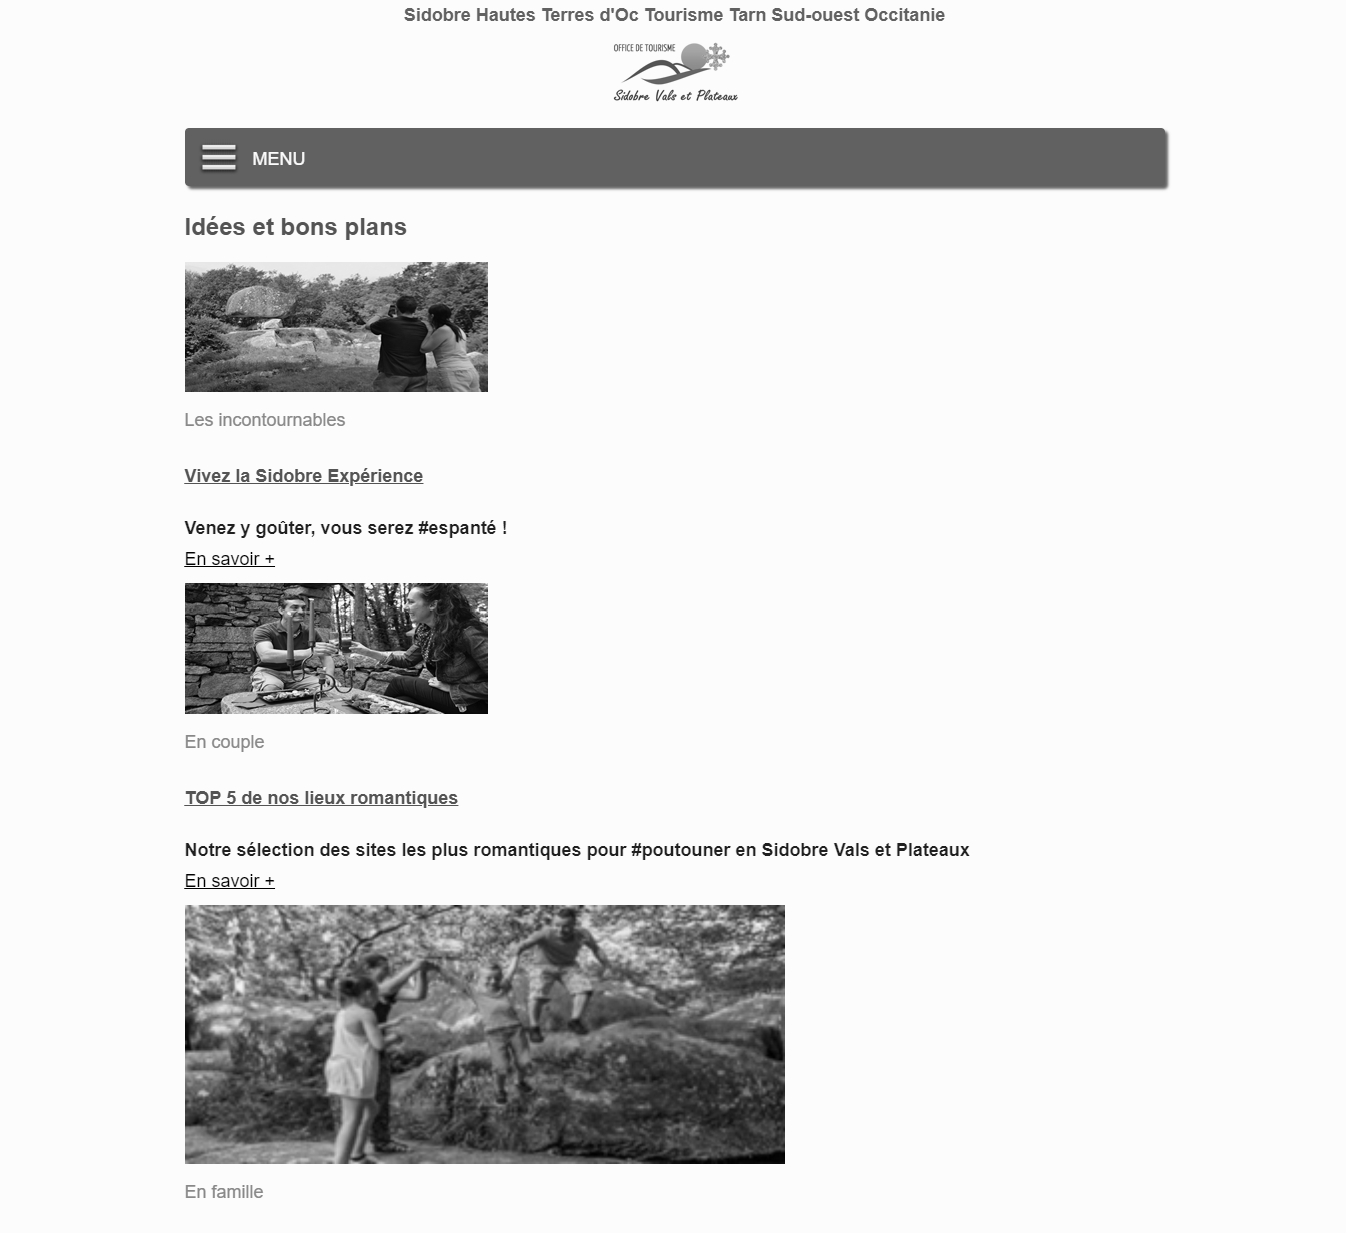 Sidobre Hautes Terres d'Oc Tourisme Tarn Sud-ouest Occitanie
OFFICE DE TOURISME
Sidobre Vals et Plateaux
MENU
Idées et bons plans
Les incontournables
Vivez la Sidobre Expérience
Venez y goûter, vous serez #espanté !
En savoir +
En couple
TOP 5 de nos lieux romantiques
Notre sélection des sites les plus romantiques pour #poutouner en Sidobre Vals et Plateaux
En savoir +
En famille